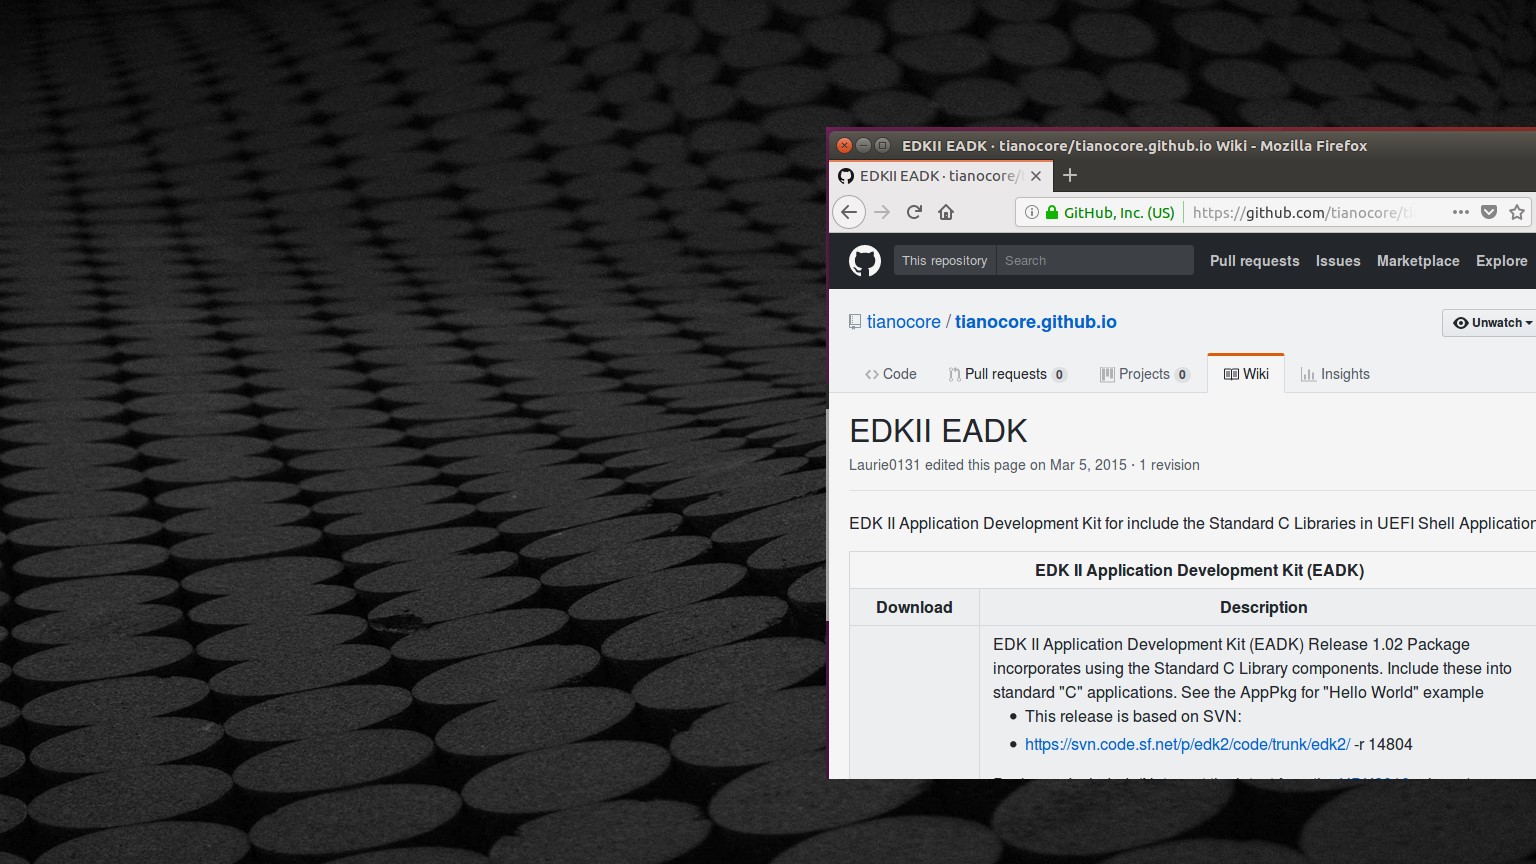 EDKII EADK · tianocore/tianocore.github.io Wiki - Mozilla Firefox
EDKII EADK · tianocore/
GitHub, Inc. (US) https://github.com/tianocore/
This repository Search Pull requests Issues Marketplace Explore
tianocore / tianocore.github.io
Unwatch
Code Pull requests 0 Projects 0 Wiki Insights
EDKII EADK
Laurie0131 edited this page on Mar 5, 2015 · 1 revision
EDK II Application Development Kit for include the Standard C Libraries in UEFI Shell Application
EDK II Application Development Kit (EADK)
Download Description
EDK II Application Development Kit (EADK) Release 1.02 Package
incorporates using the Standard C Library components. Include these into
standard "C" applications. See the AppPkg for "Hello World" example
• This release is based on SVN:
• https://svn.code.sf.net/p/edk2/code/trunk/edk2/ -r 14804